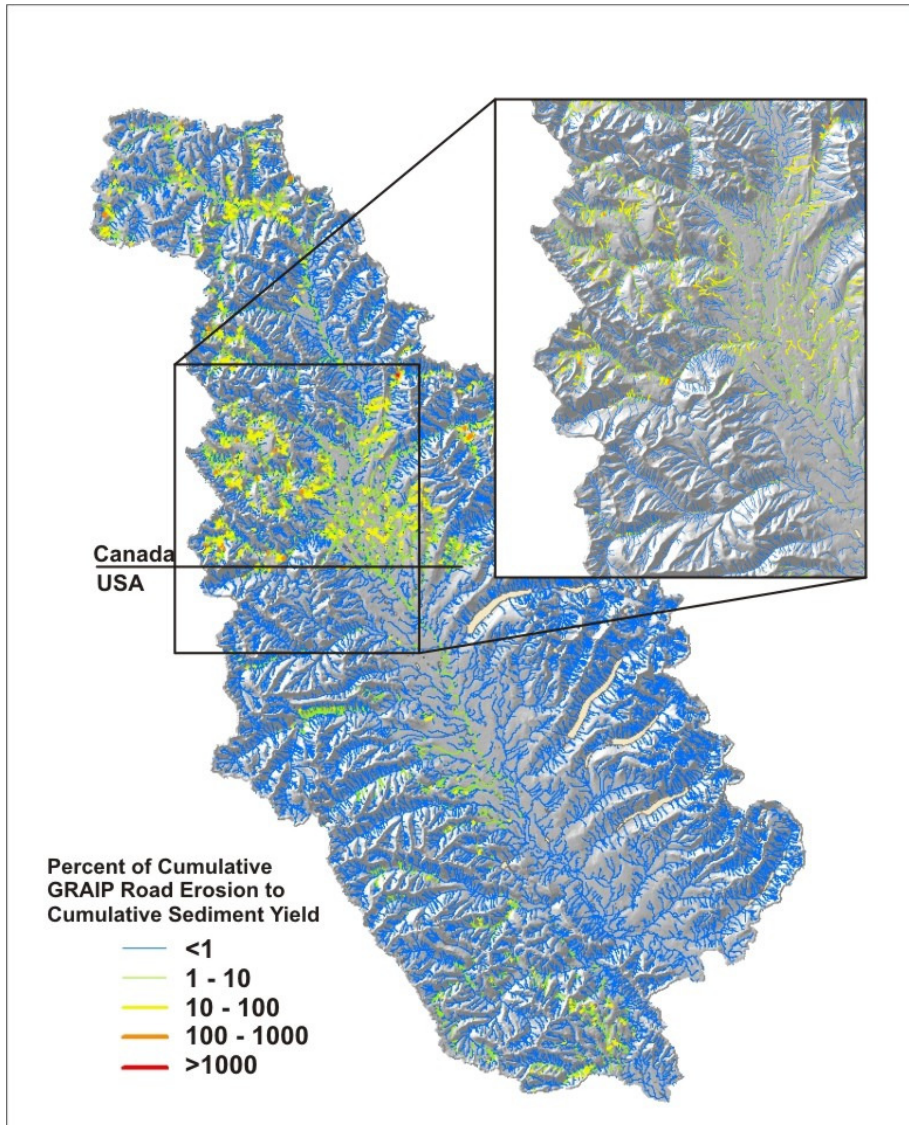 Canada
USA
Percent of Cumulative
GRAIP Road Erosion to
Cumulative Sediment Yield
<1
1 - 10
10 - 100
100 - 1000
>1000